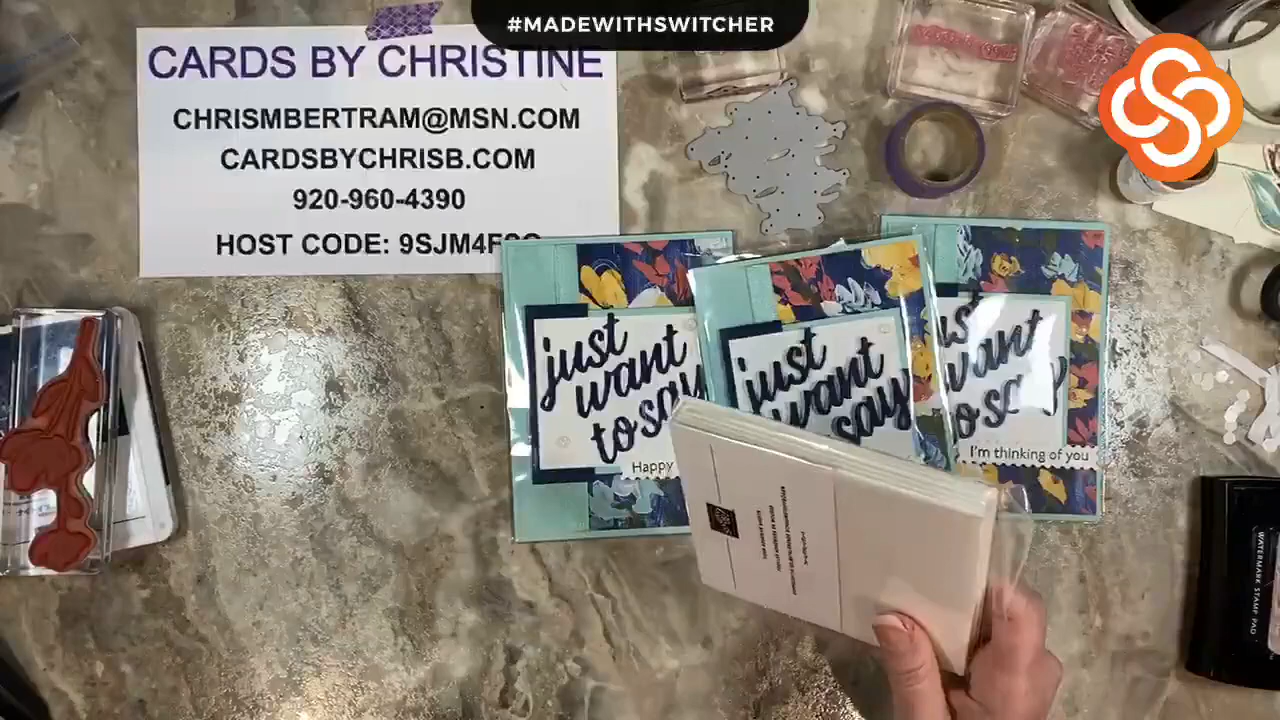 #MADEWITHSWITCHER
CARDS BY CHRISTINE
CHRISMBERTRAM@MSN.COM
CARDSBYCHRISB.COM
920-960-4390
HOST CODE: 9SJM4F
just
want
to say
Happy
just
want
say
just
want
to say
I'm thinking of you
WATERMARK STAMP PAD